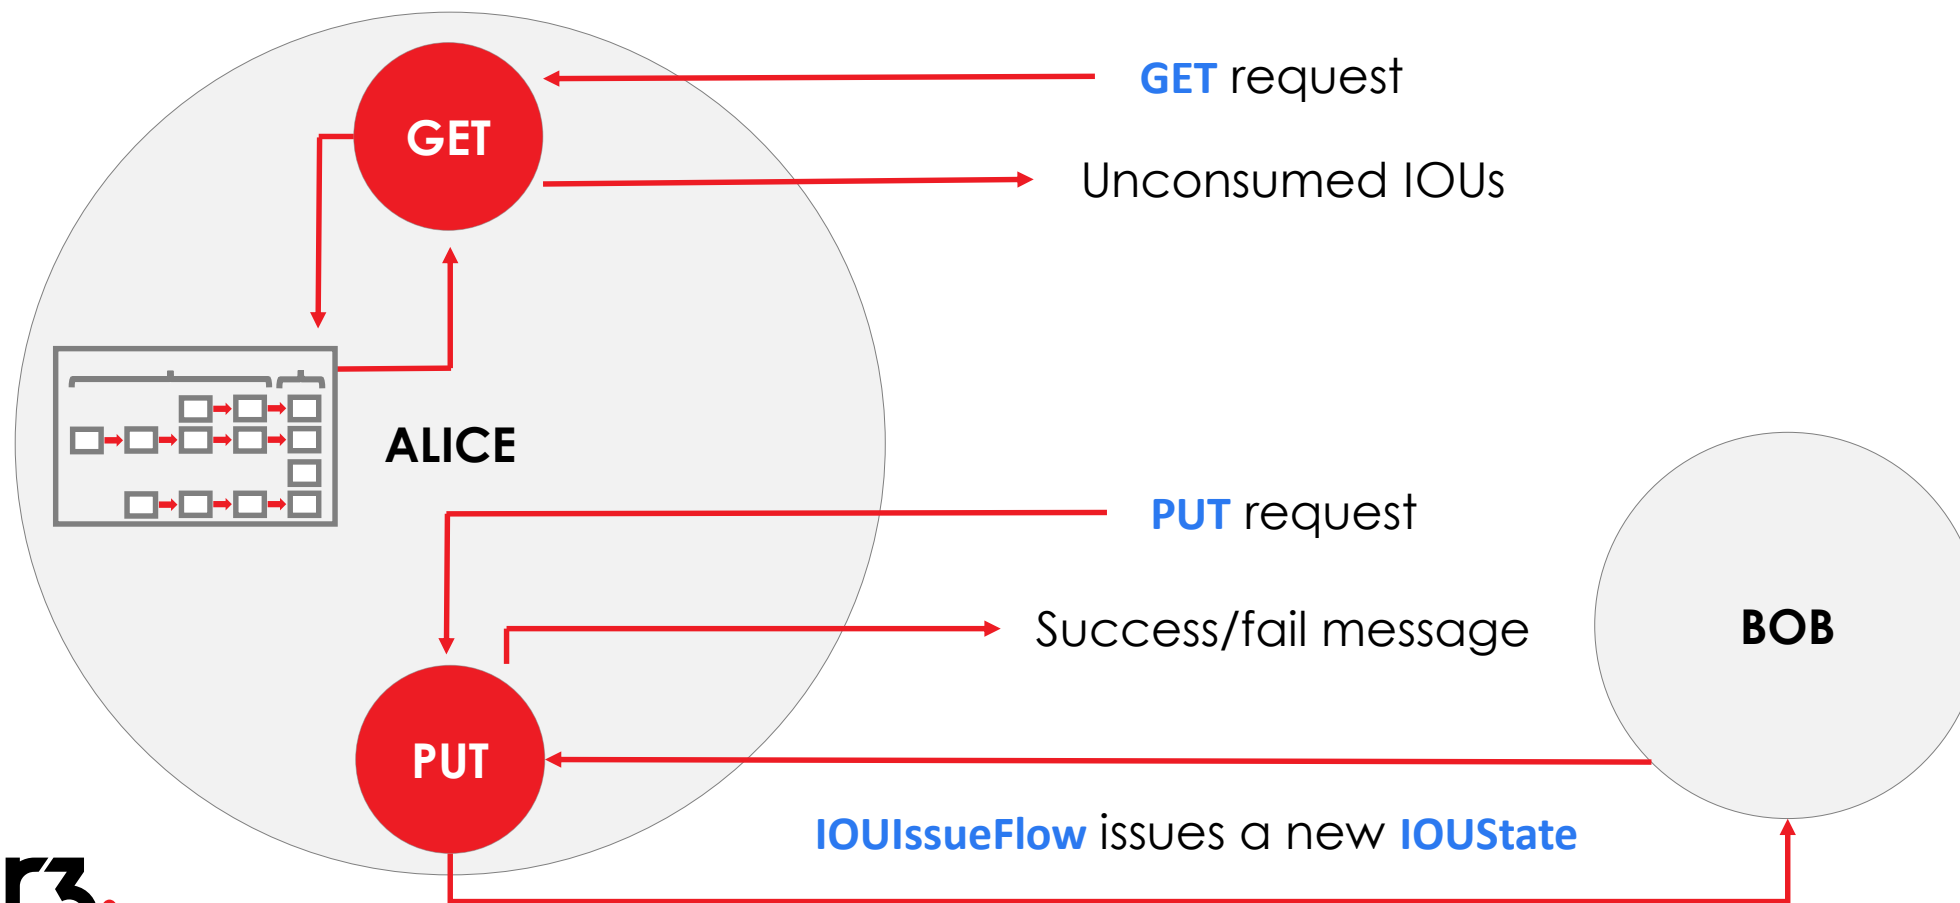 GET
GET request
Unconsumed IOUs
ALICE
PUT request
Success/fail message
BOB
PUT
IOUIssueFlow issues a new IOUState
r3.